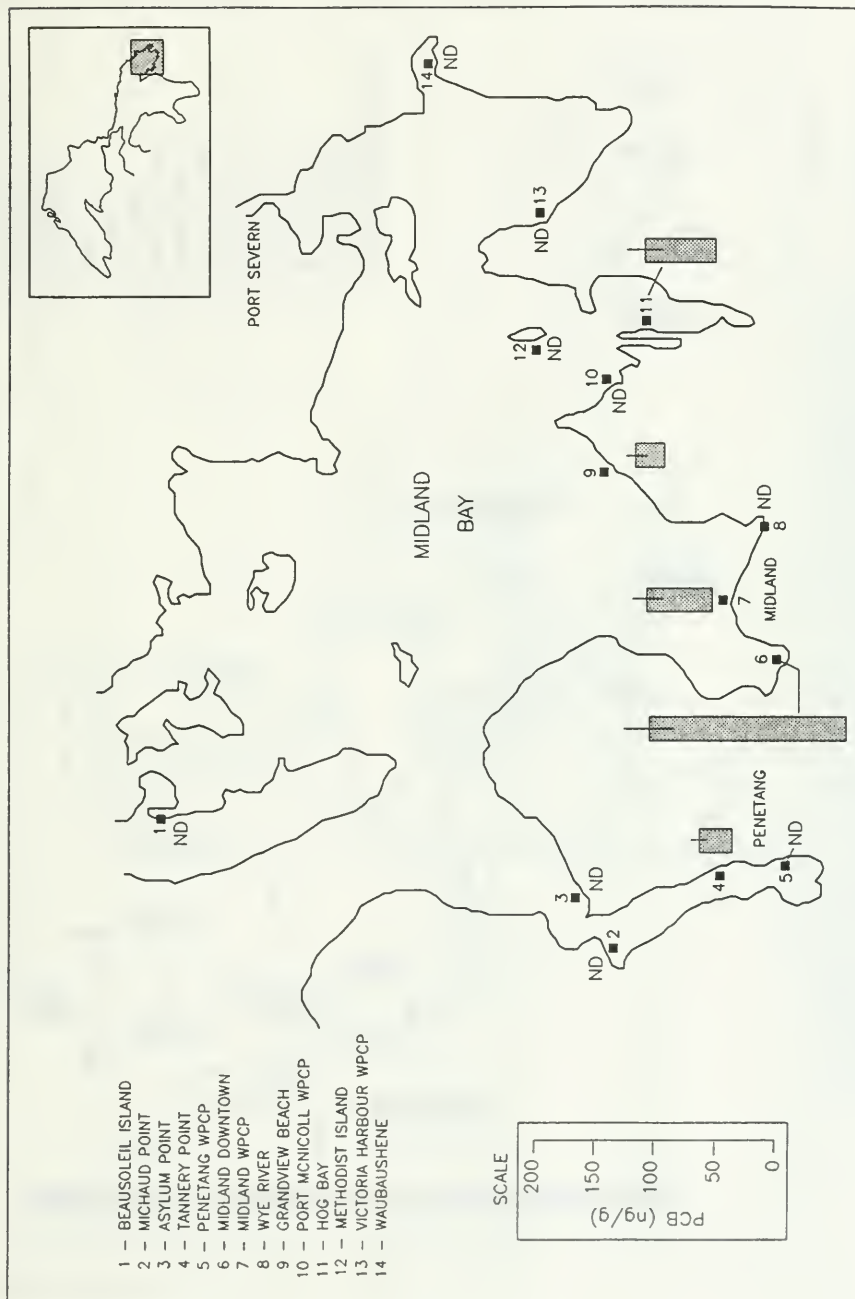 1 – BEAUSOLEIL ISLAND
2 – MICHAUD POINT
3 – ASYLUM POINT
4 – TANNERY POINT
5 – PENETANG WPCP
6 – MIDLAND DOWNTOWN
7 – MIDLAND WPCP
8 – WYE RIVER
9 – GRANDVIEW BEACH
10 – PORT MCNICOLL WPCP
11 – HOG BAY
12 – METHODIST ISLAND
13 – VICTORIA HARBOUR WPCP
14 – WAUBAUSHENE
SCALE
PCB (ng/g)
200
150
100
50
0
1
ND
PORT SEVERN
14
ND
MIDLAND
BAY
12
ND
13
ND
3
ND
2
ND
9
10
ND
11
4
PENETANG
5
ND
6
7
MIDLAND
8
ND